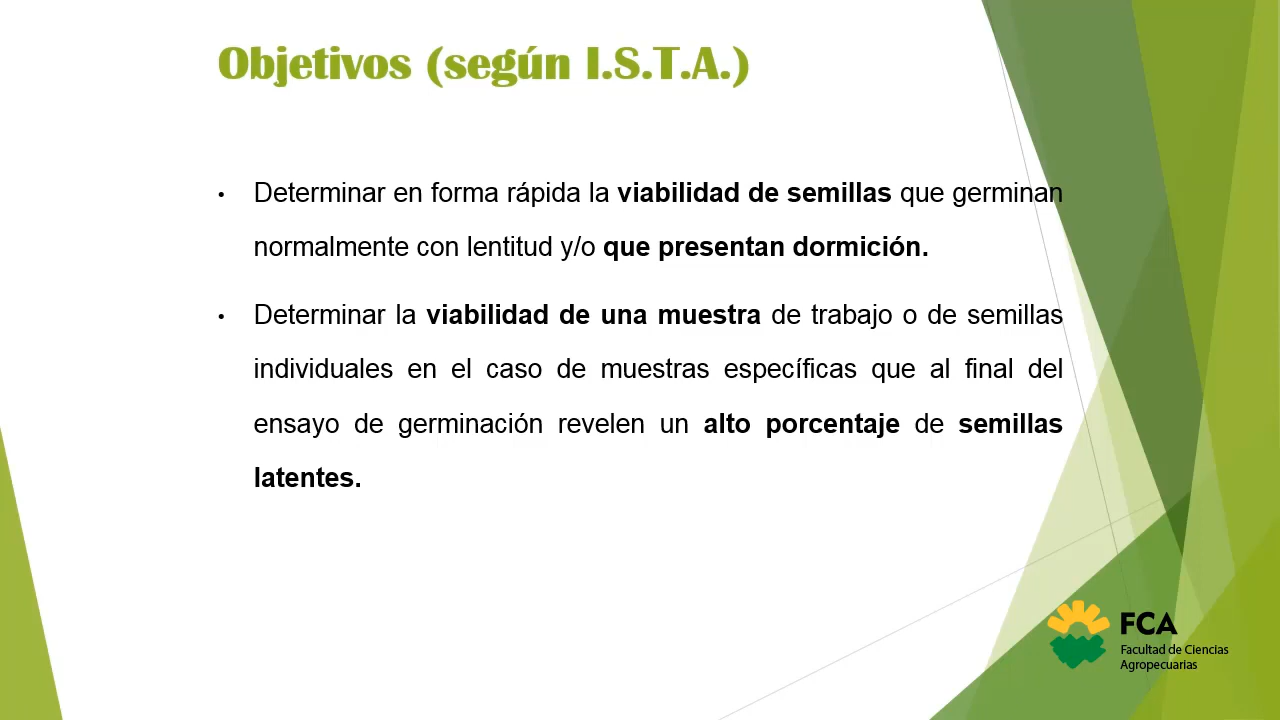 Objetivos (según I.S.T.A.)
• Determinar en forma rápida la viabilidad de semillas que germinan
normalmente con lentitud y/o que presentan dormición.
• Determinar la viabilidad de una muestra de trabajo o de semillas
individuales en el caso de muestras específicas que al final del
ensayo de germinación revelen un alto porcentaje de semillas
latentes.
FCA
Facultad de Ciencias
Agropecuarias